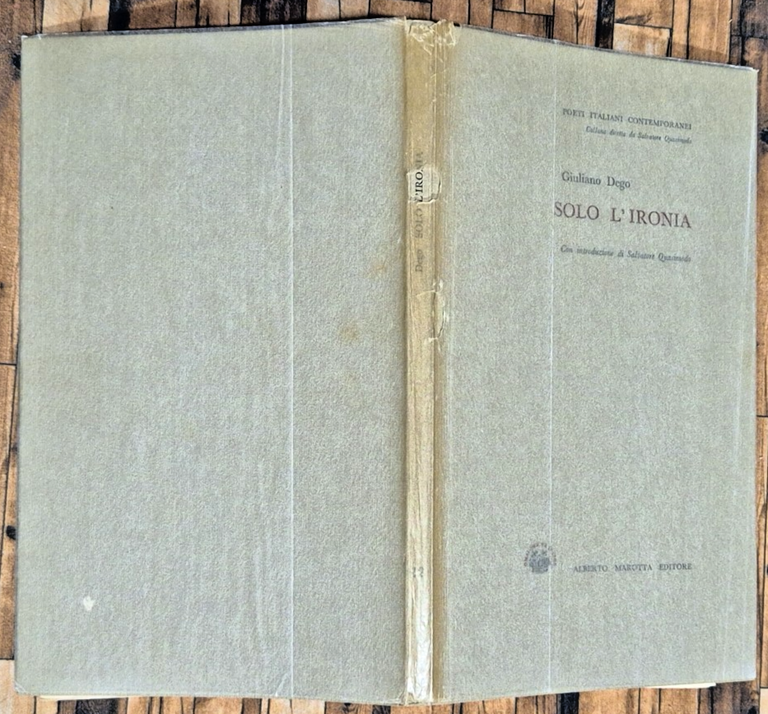 POETI ITALIANI CONTEMPORANEI
Collana diretta da Salvatore Quasimodo
Giuliano Dego
SOLO L'IRONIA
Con introduzione di Salvatore Quasimodo
ALBERTO MAROTTA EDITORE
Dego SOLO L'IRONIA